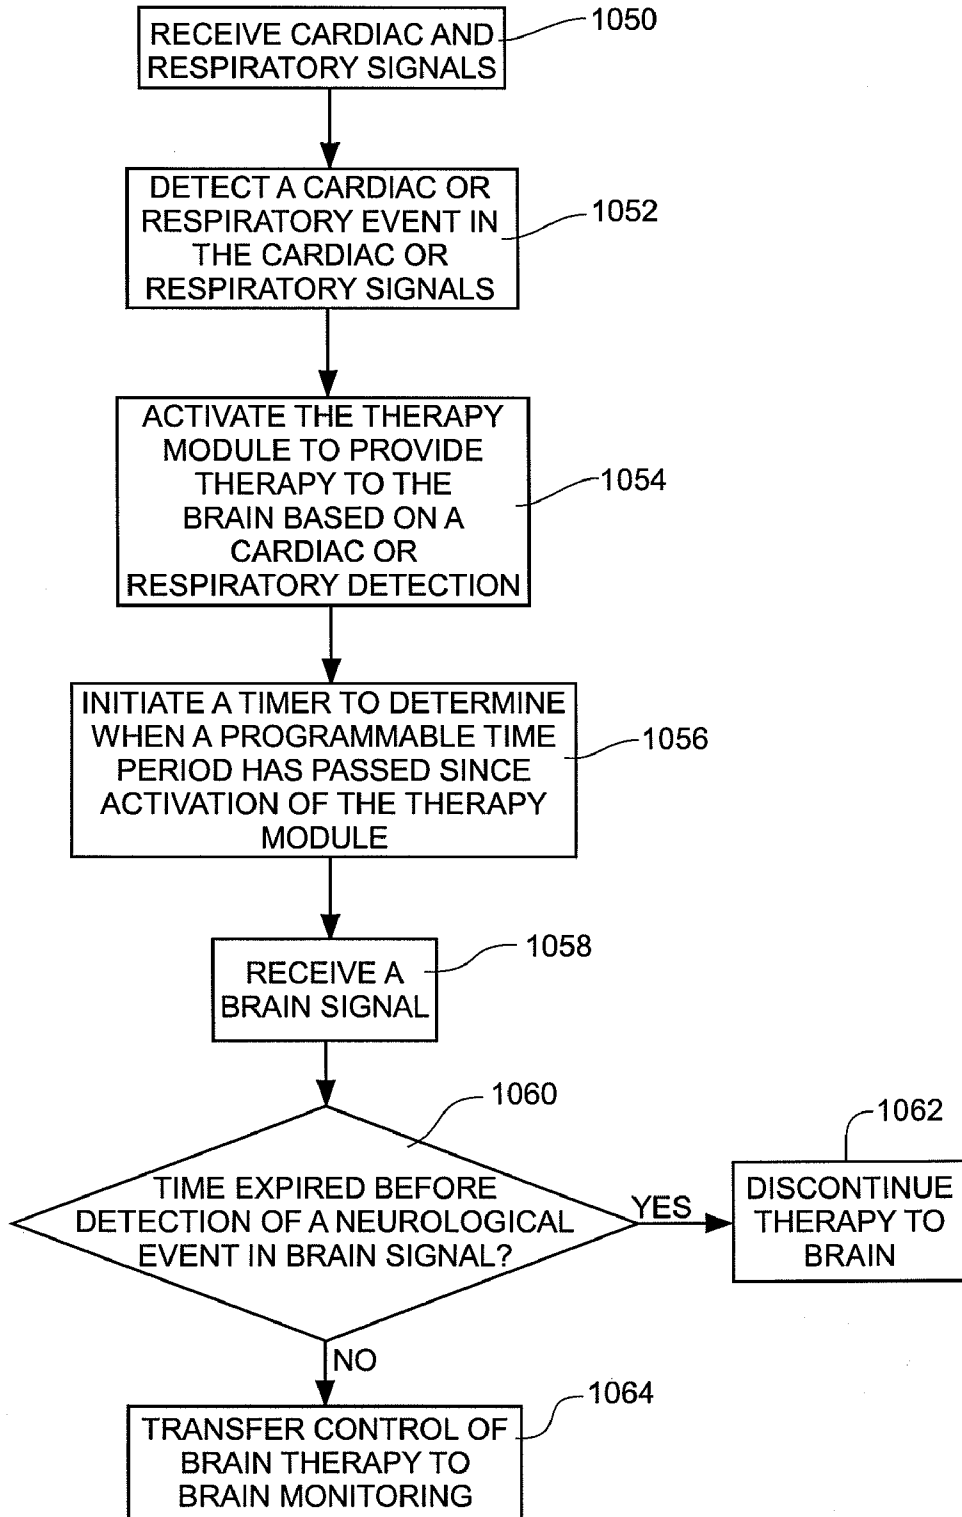 RECEIVE CARDIAC AND
RESPIRATORY SIGNALS
1050
DETECT A CARDIAC OR
RESPIRATORY EVENT IN
THE CARDIAC OR
RESPIRATORY SIGNALS
1052
ACTIVATE THE THERAPY
MODULE TO PROVIDE
THERAPY TO THE
BRAIN BASED ON A
CARDIAC OR
RESPIRATORY DETECTION
1054
INITIATE A TIMER TO DETERMINE
WHEN A PROGRAMMABLE TIME
PERIOD HAS PASSED SINCE
ACTIVATION OF THE THERAPY
MODULE
1056
RECEIVE A
BRAIN SIGNAL
1058
TIME EXPIRED BEFORE
DETECTION OF A NEUROLOGICAL
EVENT IN BRAIN SIGNAL?
1060
YES
DISCONTINUE
THERAPY TO
BRAIN
1062
NO
TRANSFER CONTROL OF
BRAIN THERAPY TO
BRAIN MONITORING
1064